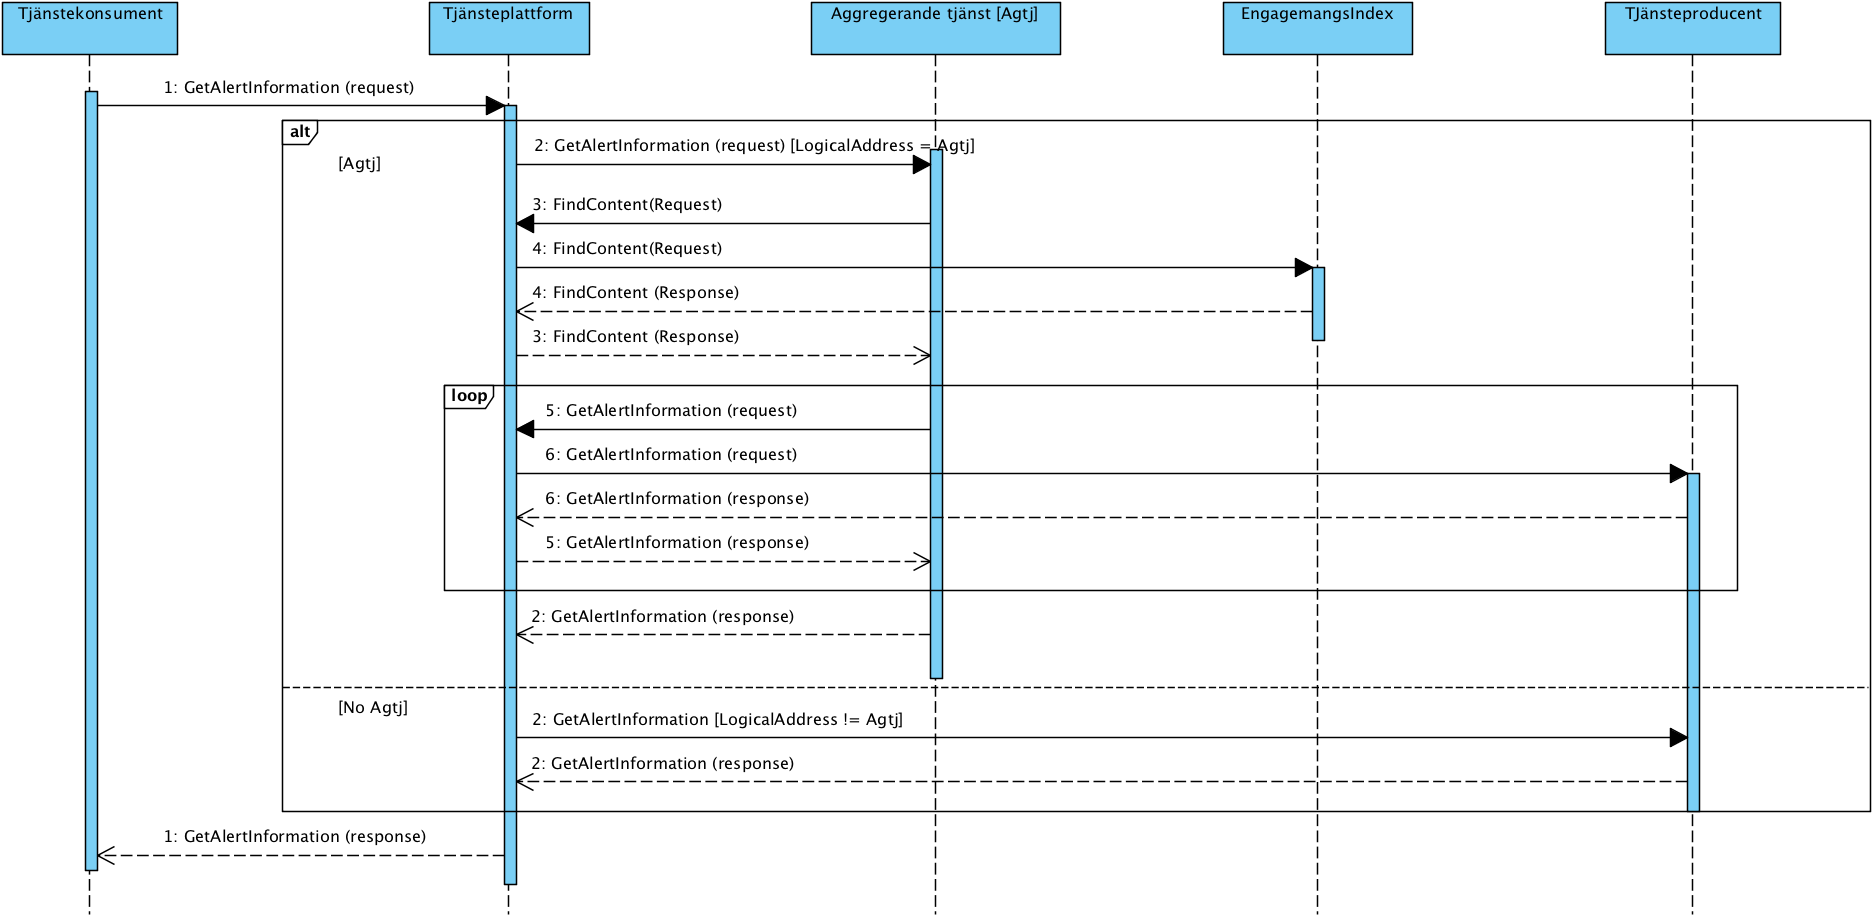 Tjänstekonsument
Tjänsteplattform
Aggregerande tjänst [Agtj]
EngagemangsIndex
TJänsteproducent
1: GetAlertInformation (request)
alt
2: GetAlertInformation (request) [LogicalAddress = Agtj]
[Agtj]
3: FindContent(Request)
4: FindContent(Request)
4: FindContent (Response)
3: FindContent (Response)
loop
5: GetAlertInformation (request)
6: GetAlertInformation (request)
6: GetAlertInformation (response)
5: GetAlertInformation (response)
2: GetAlertInformation (response)
[No Agtj]
2: GetAlertInformation [LogicalAddress != Agtj]
2: GetAlertInformation (response)
1: GetAlertInformation (response)